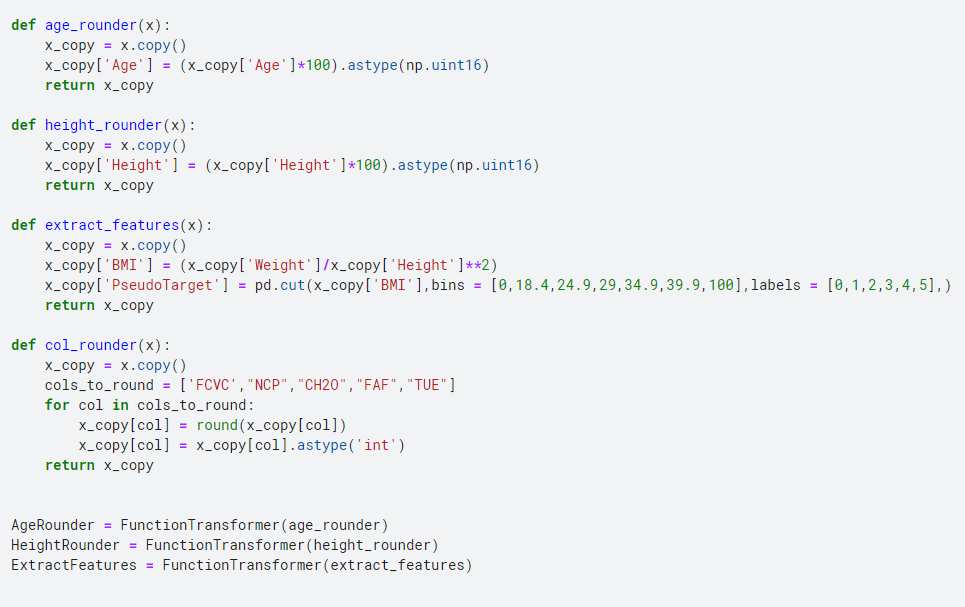 def age_rounder(x):
    x_copy = x.copy()
    x_copy['Age'] = (x_copy['Age']*100).astype(np.uint16)
    return x_copy

def height_rounder(x):
    x_copy = x.copy()
    x_copy['Height'] = (x_copy['Height']*100).astype(np.uint16)
    return x_copy

def extract_features(x):
    x_copy = x.copy()
    x_copy['BMI'] = (x_copy['Weight']/x_copy['Height']**2)
    x_copy['PseudoTarget'] = pd.cut(x_copy['BMI'],bins = [0,18.4,24.9,29,34.9,39.9,100],labels = [0,1,2,3,4,5],)
    return x_copy

def col_rounder(x):
    x_copy = x.copy()
    cols_to_round = ['FCVC',"NCP","CH2O","FAF","TUE"]
    for col in cols_to_round:
        x_copy[col] = round(x_copy[col])
        x_copy[col] = x_copy[col].astype('int')
    return x_copy


AgeRounder = FunctionTransformer(age_rounder)
HeightRounder = FunctionTransformer(height_rounder)
ExtractFeatures = FunctionTransformer(extract_features)